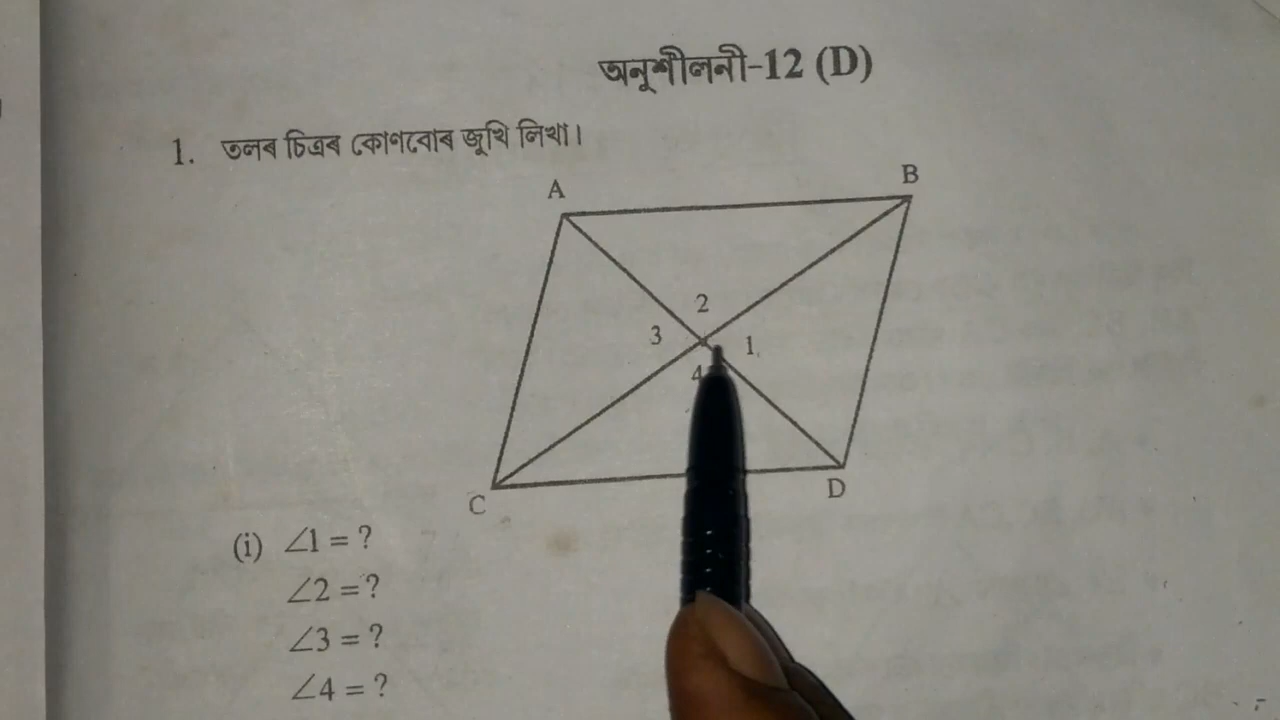 অনুশীলনী-12 (D)
1. তলৰ চিত্ৰৰ কোণবোৰ জুখি লিখা।
A
B
2
3
1
4
C
D
(i) ∠1 = ?
∠2 = ?
∠3 = ?
∠4 = ?